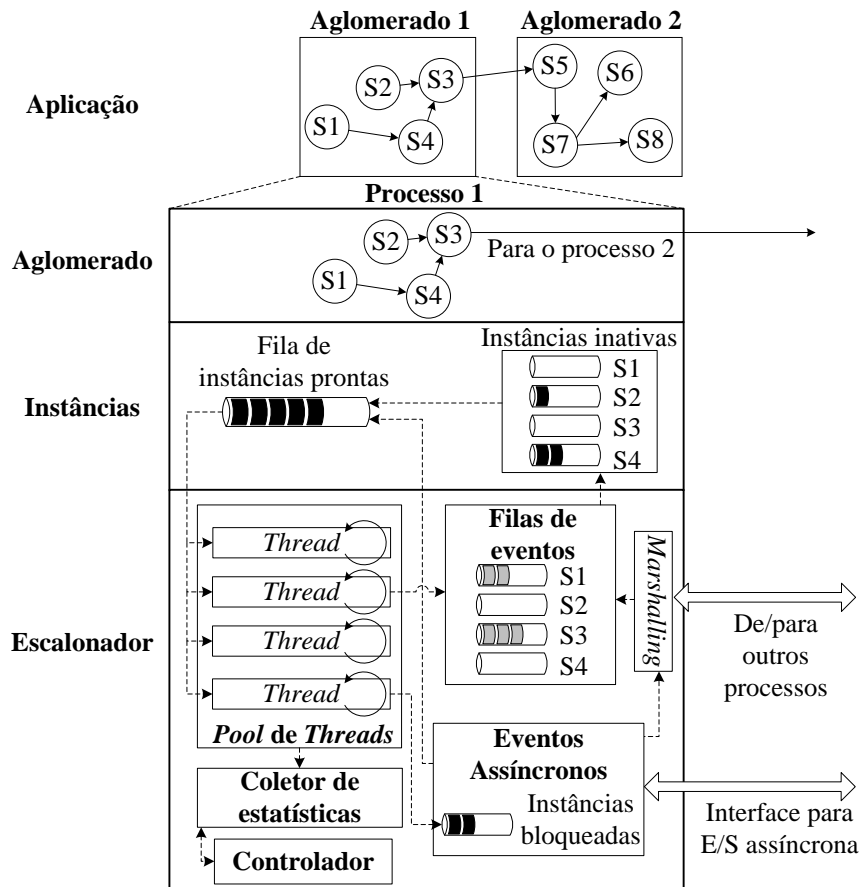 Aglomerado 1
Aglomerado 2
Aplicação
S1
S2
S3
S4
S5
S6
S7
S8
Processo 1
Aglomerado
S1
S2
S3
S4
Para o processo 2
Instâncias
Fila de
instâncias prontas
Instâncias inativas
S1
S2
S3
S4
Escalonador
Thread
Thread
Thread
Thread
Pool de Threads
Filas de
eventos
S1
S2
S3
S4
Marshalling
De/para
outros
processos
Coletor de
estatísticas
Controlador
Eventos
Assíncronos
Instâncias
bloqueadas
Interface para
E/S assíncrona